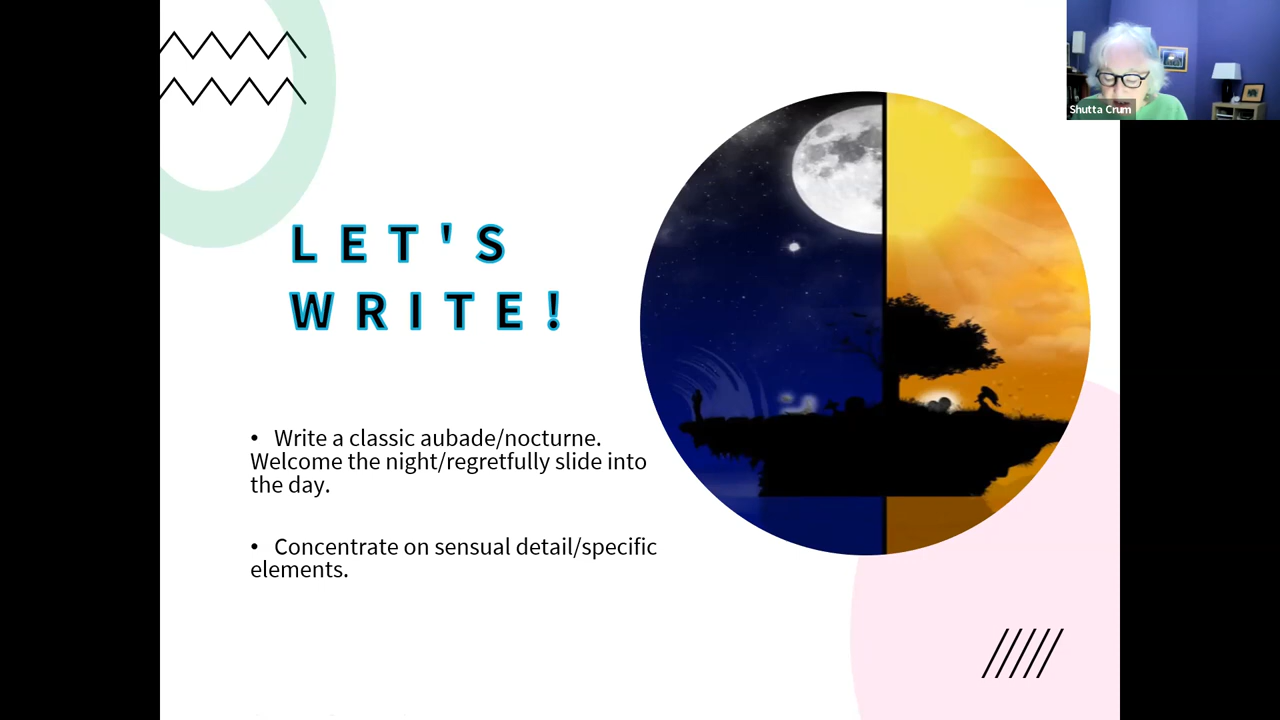 LET'S
WRITE!
• Write a classic aubade/nocturne.
Welcome the night/regretfully slide into
the day.
• Concentrate on sensual detail/specific
elements.
Shutta Crum